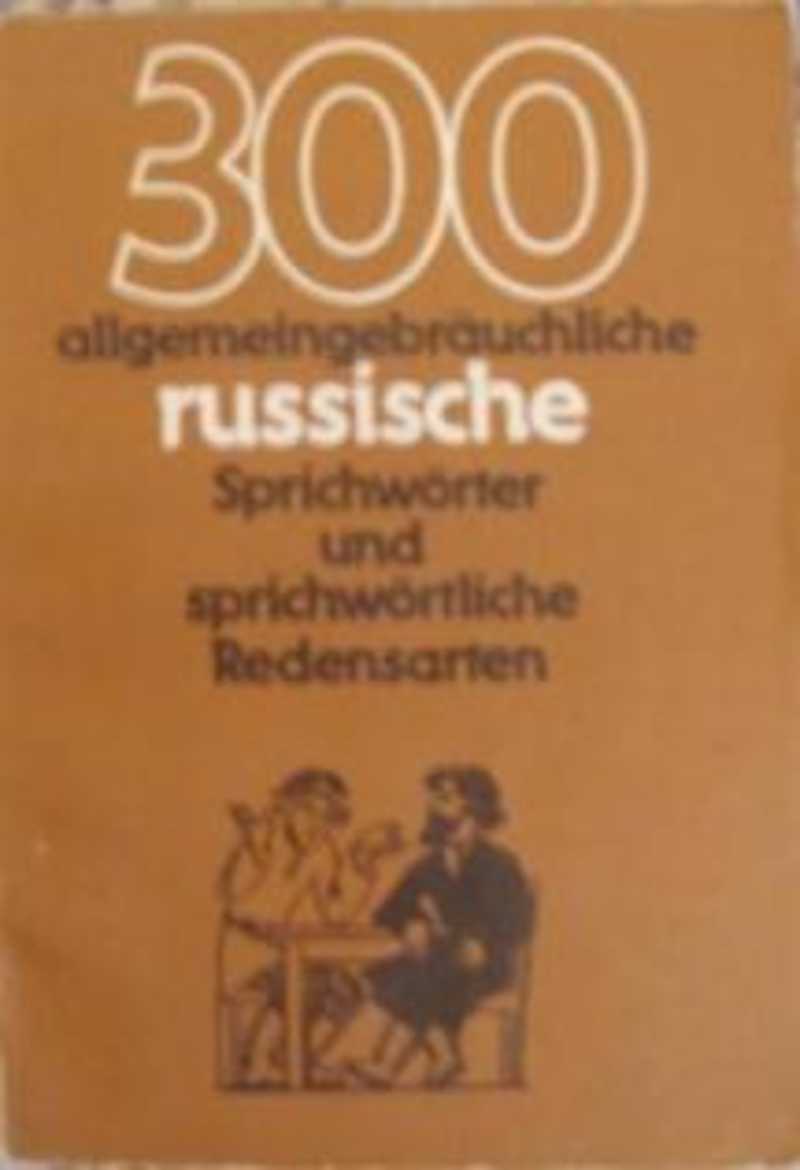 300
allgemeingebräuchliche
russische
Sprichwörter
und
sprichwörtliche
Redensarten